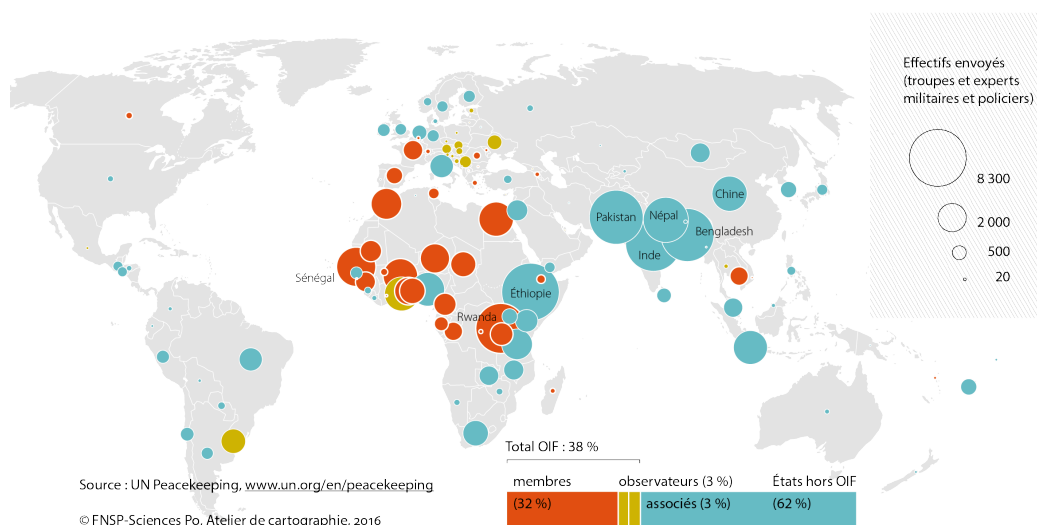 Effectifs envoyés
(troupes et experts
militaires et policiers)
8 300
2 000
500
20
Chine
Pakistan
Népal
Bengladesh
Inde
Sénégal
Éthiopie
Rwanda
Total OIF : 38 %
membres
observateurs (3 %)
États hors OIF
(32 %)
associés (3 %)
(62 %)
Source : UN Peacekeeping, www.un.org/en/peacekeeping
© FNSP-Sciences Po. Atelier de cartographie, 2016